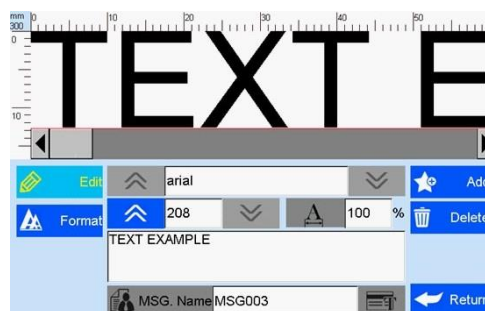 mm 0 10 20 30 40 50
300
0
TEXT E
10
Edit arial Add
Format 208 A 100 % Delete
TEXT EXAMPLE
MSG. Name MSG003 Return